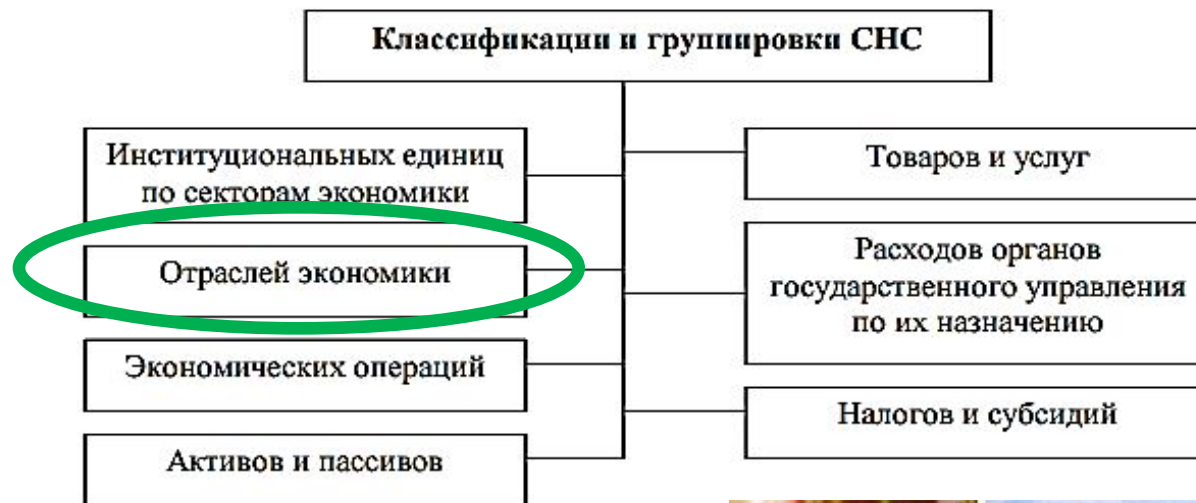 Классификации и группировки СНС
Институциональных единиц
по секторам экономики
Отраслей экономики
Экономических операций
Активов и пассивов
Товаров и услуг
Расходов органов
государственного управления
по их назначению
Налогов и субсидий